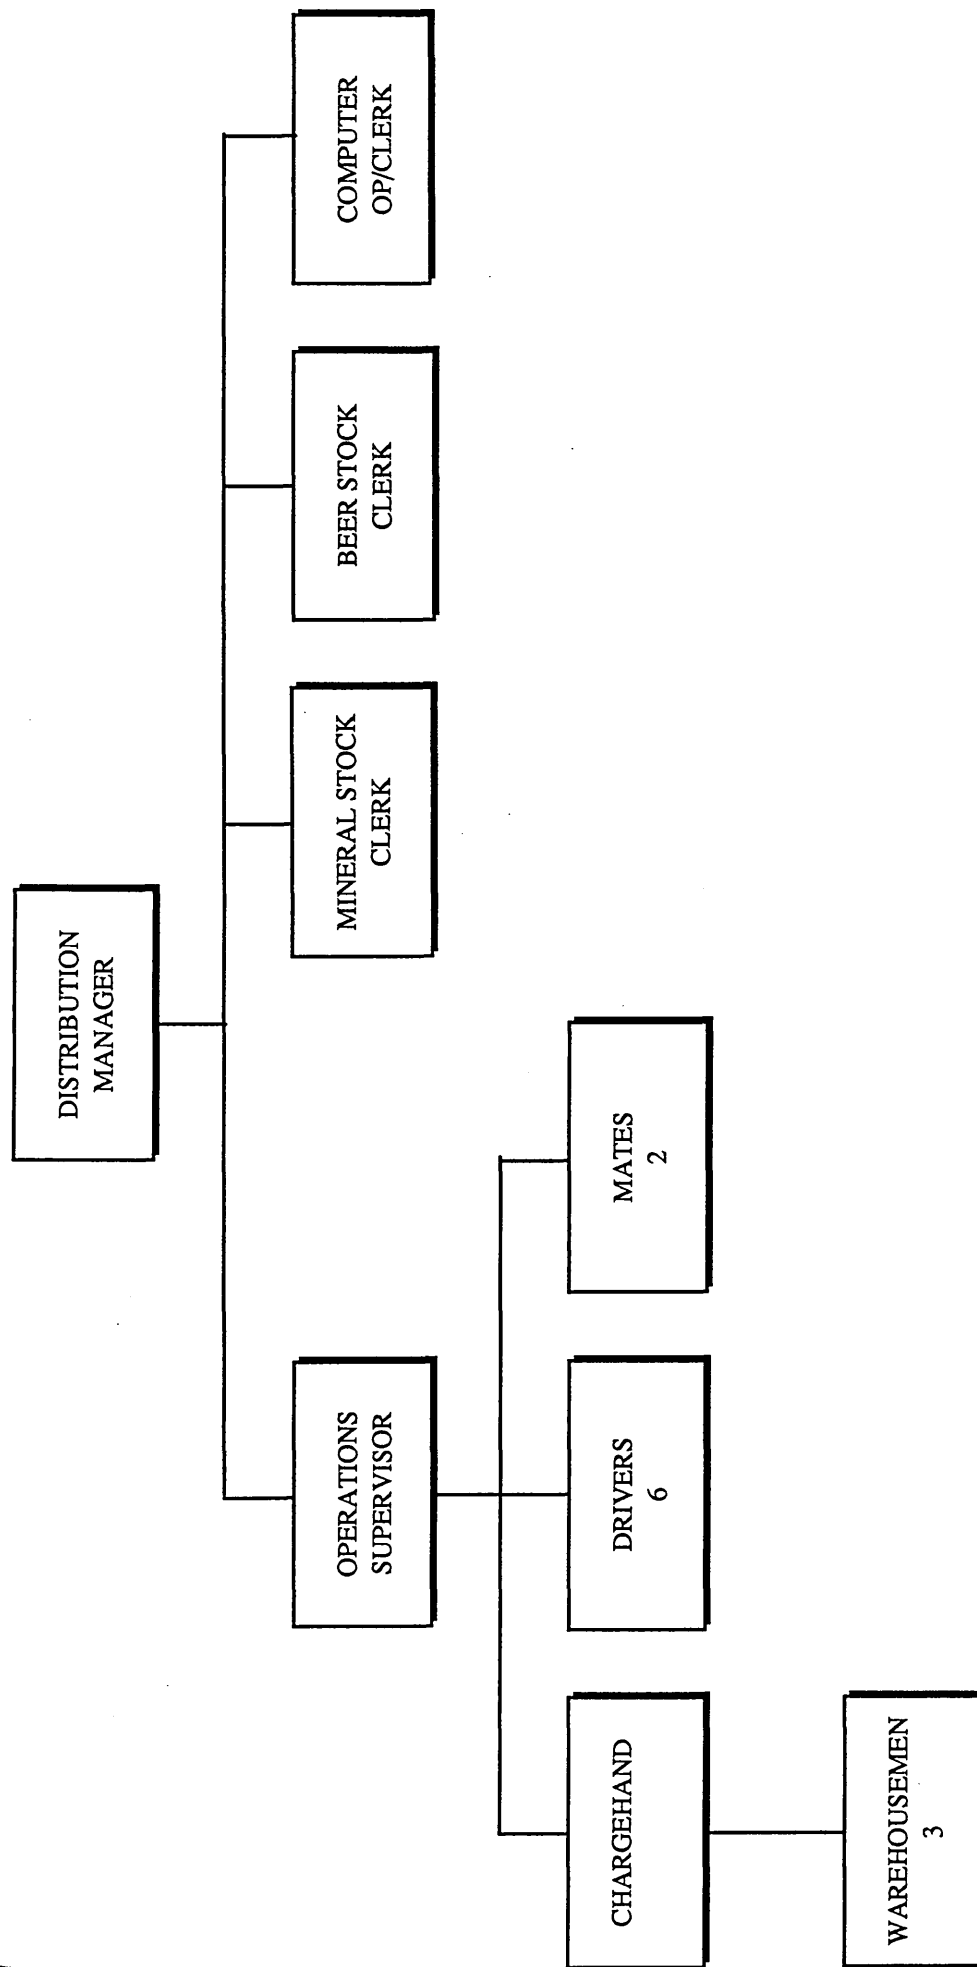 DISTRIBUTION
MANAGER
OPERATIONS
SUPERVISOR
MINERAL STOCK
CLERK
BEER STOCK
CLERK
COMPUTER
OP/CLERK
CHARGEHAND
DRIVERS
6
MATES
2
WAREHOUSEMEN
3